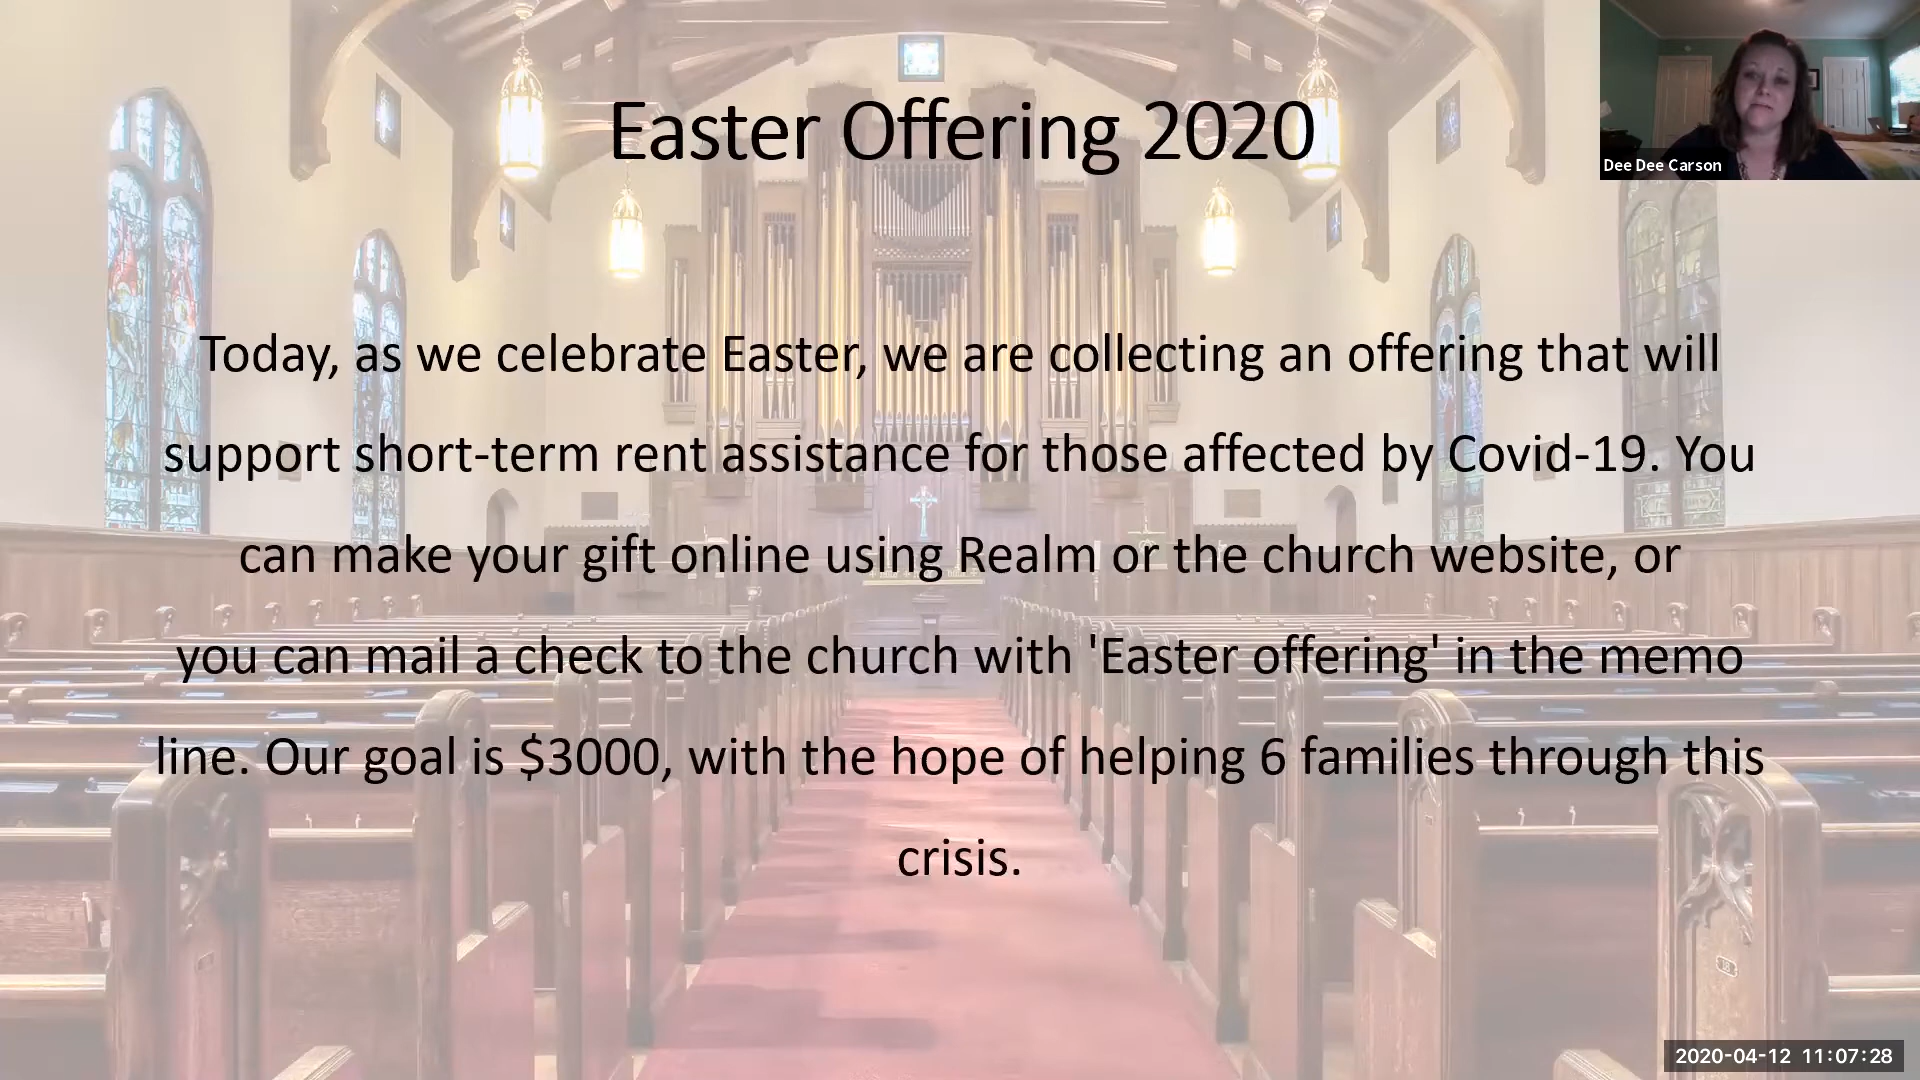 Easter Offering 2020
Dee Dee Carson
Today, as we celebrate Easter, we are collecting an offering that will
support short-term rent assistance for those affected by Covid-19. You
can make your gift online using Realm or the church website, or
you can mail a check to the church with 'Easter offering' in the memo
line. Our goal is $3000, with the hope of helping 6 families through this
crisis.
2020-04-12 11:07:28